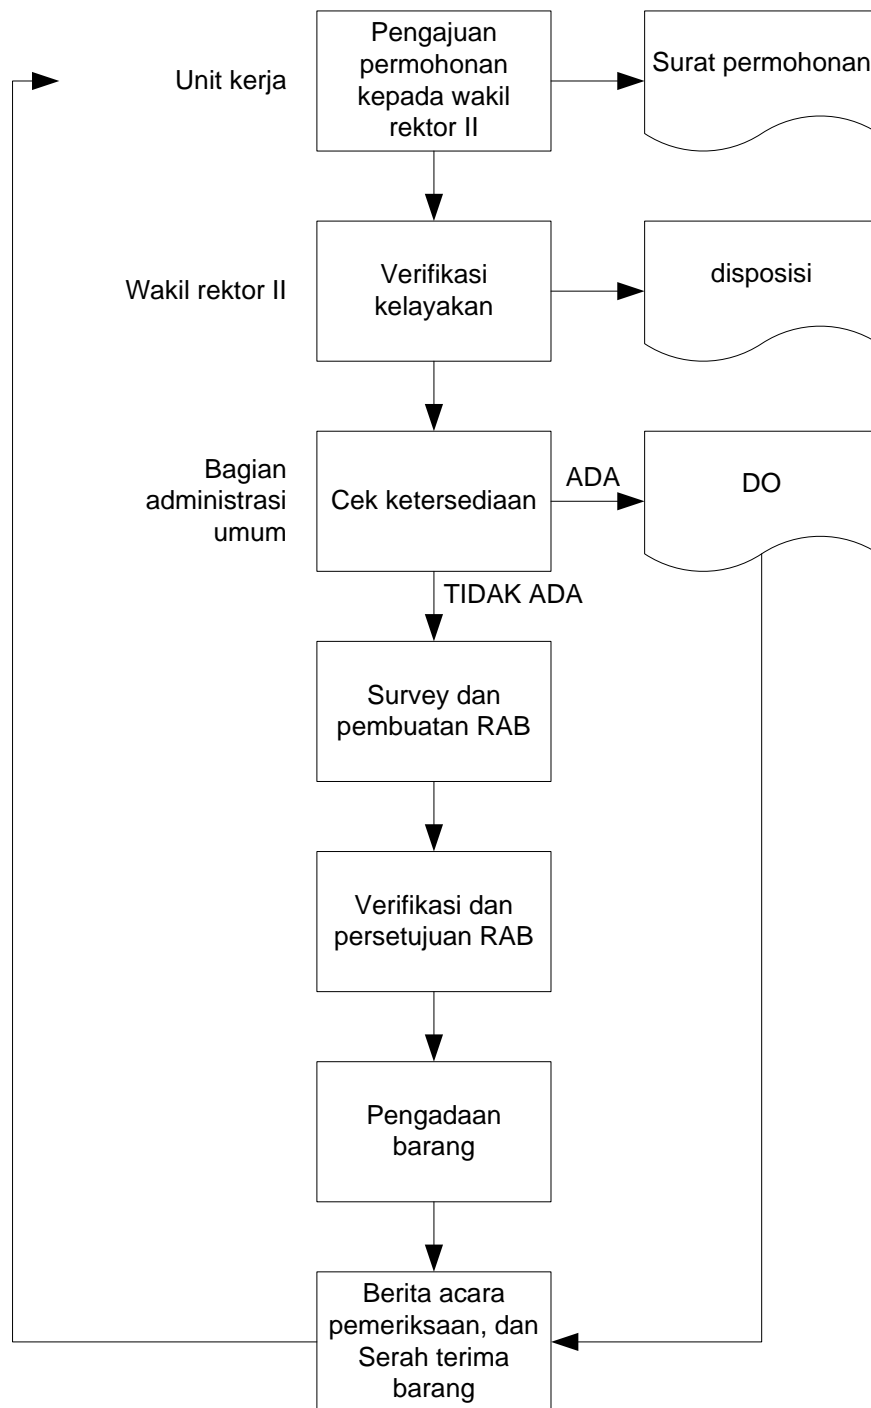 Pengajuan
permohonan
kepada wakil
rektor II
Surat permohonan
Unit kerja
Verifikasi
kelayakan
disposisi
Wakil rektor II
Bagian
administrasi
umum
Cek ketersediaan
ADA
DO
TIDAK ADA
Survey dan
pembuatan RAB
Verifikasi dan
persetujuan RAB
Pengadaan
barang
Berita acara
pemeriksaan, dan
Serah terima
barang